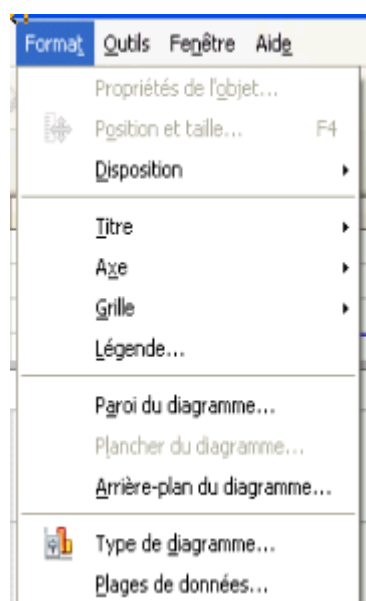 Format Outils Fenêtre Aide
Propriétés de l'objet...
Position et taille... F4
Disposition
Titre
Axe
Grille
Légende...
Paroi du diagramme...
Plancher du diagramme...
Arrière-plan du diagramme...
Type de diagramme...
Plages de données...